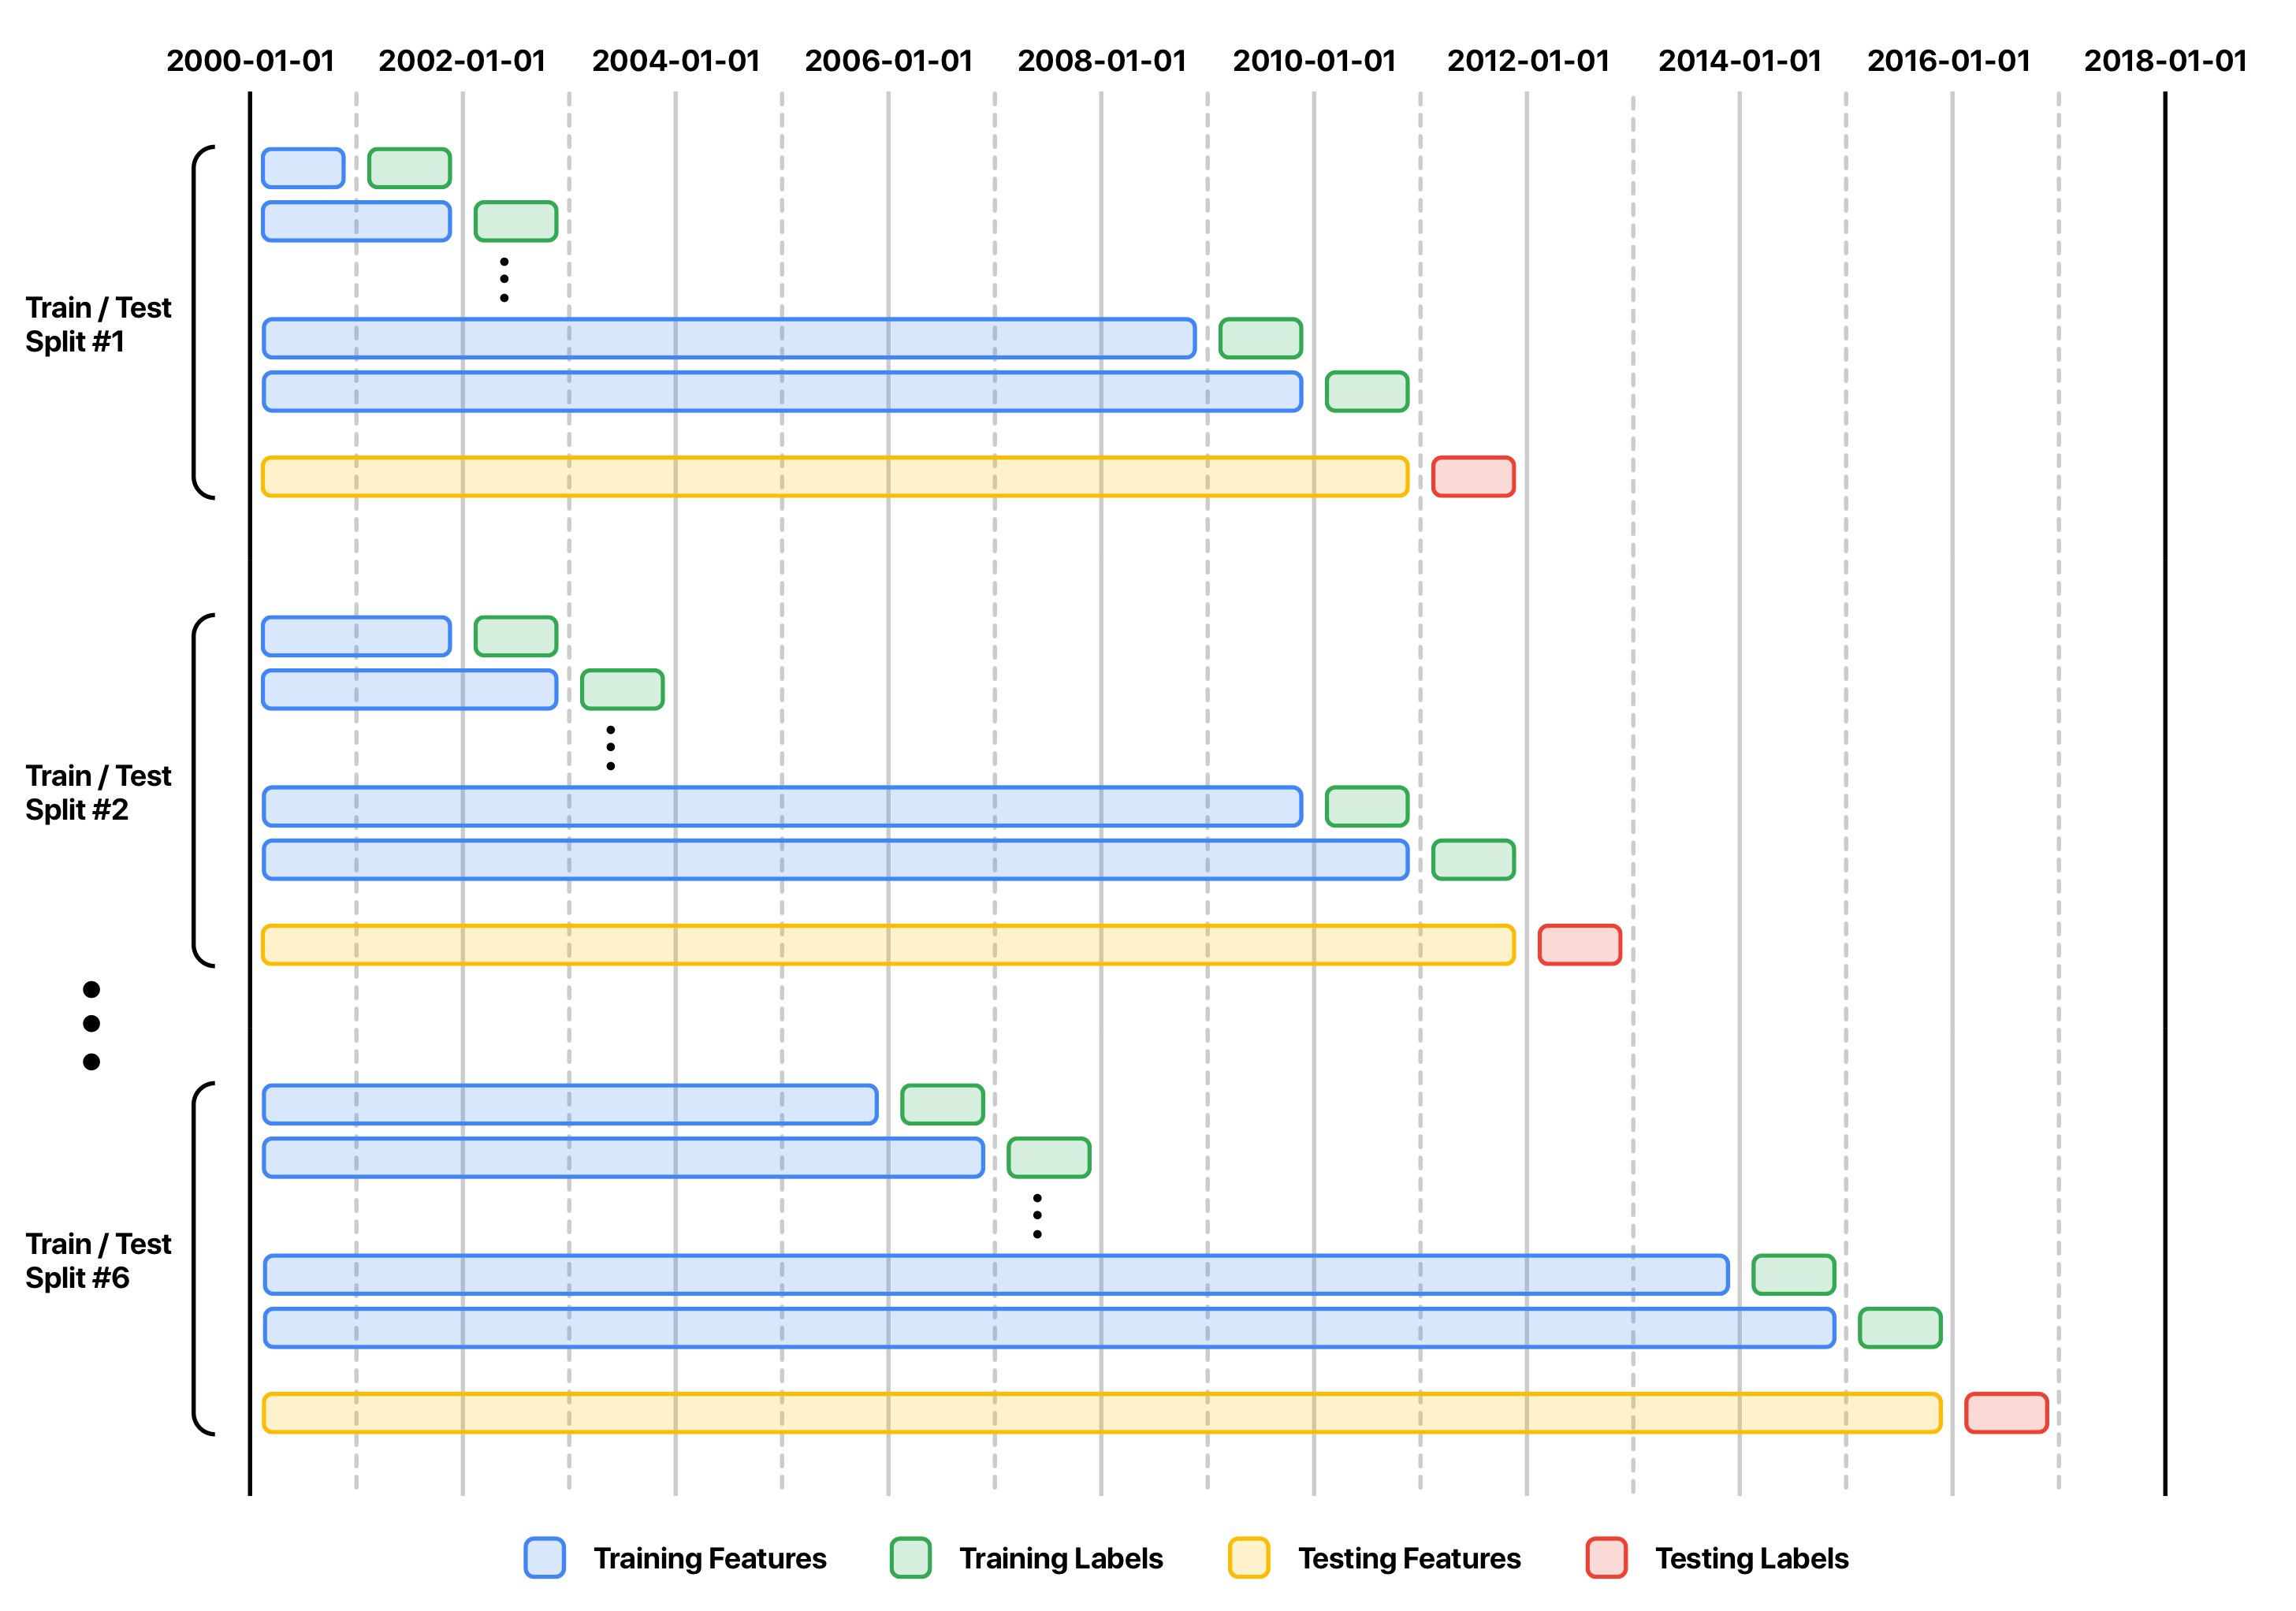 2000-01-01 2002-01-01 2004-01-01 2006-01-01 2008-01-01 2010-01-01 2012-01-01 2014-01-01 2016-01-01 2018-01-01
Train / Test
Split #1
Train / Test
Split #2
Train / Test
Split #6
Training Features Training Labels Testing Features Testing Labels